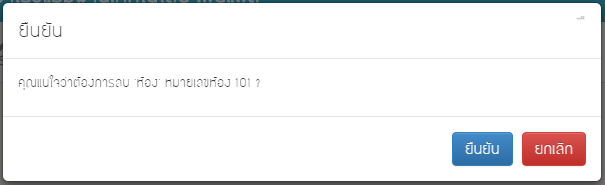 ยืนยัน
คุณแน่ใจว่าต้องการลบ 'ห้อง' หมายเลขห้อง 101 ?
ยืนยัน
ยกเลิก